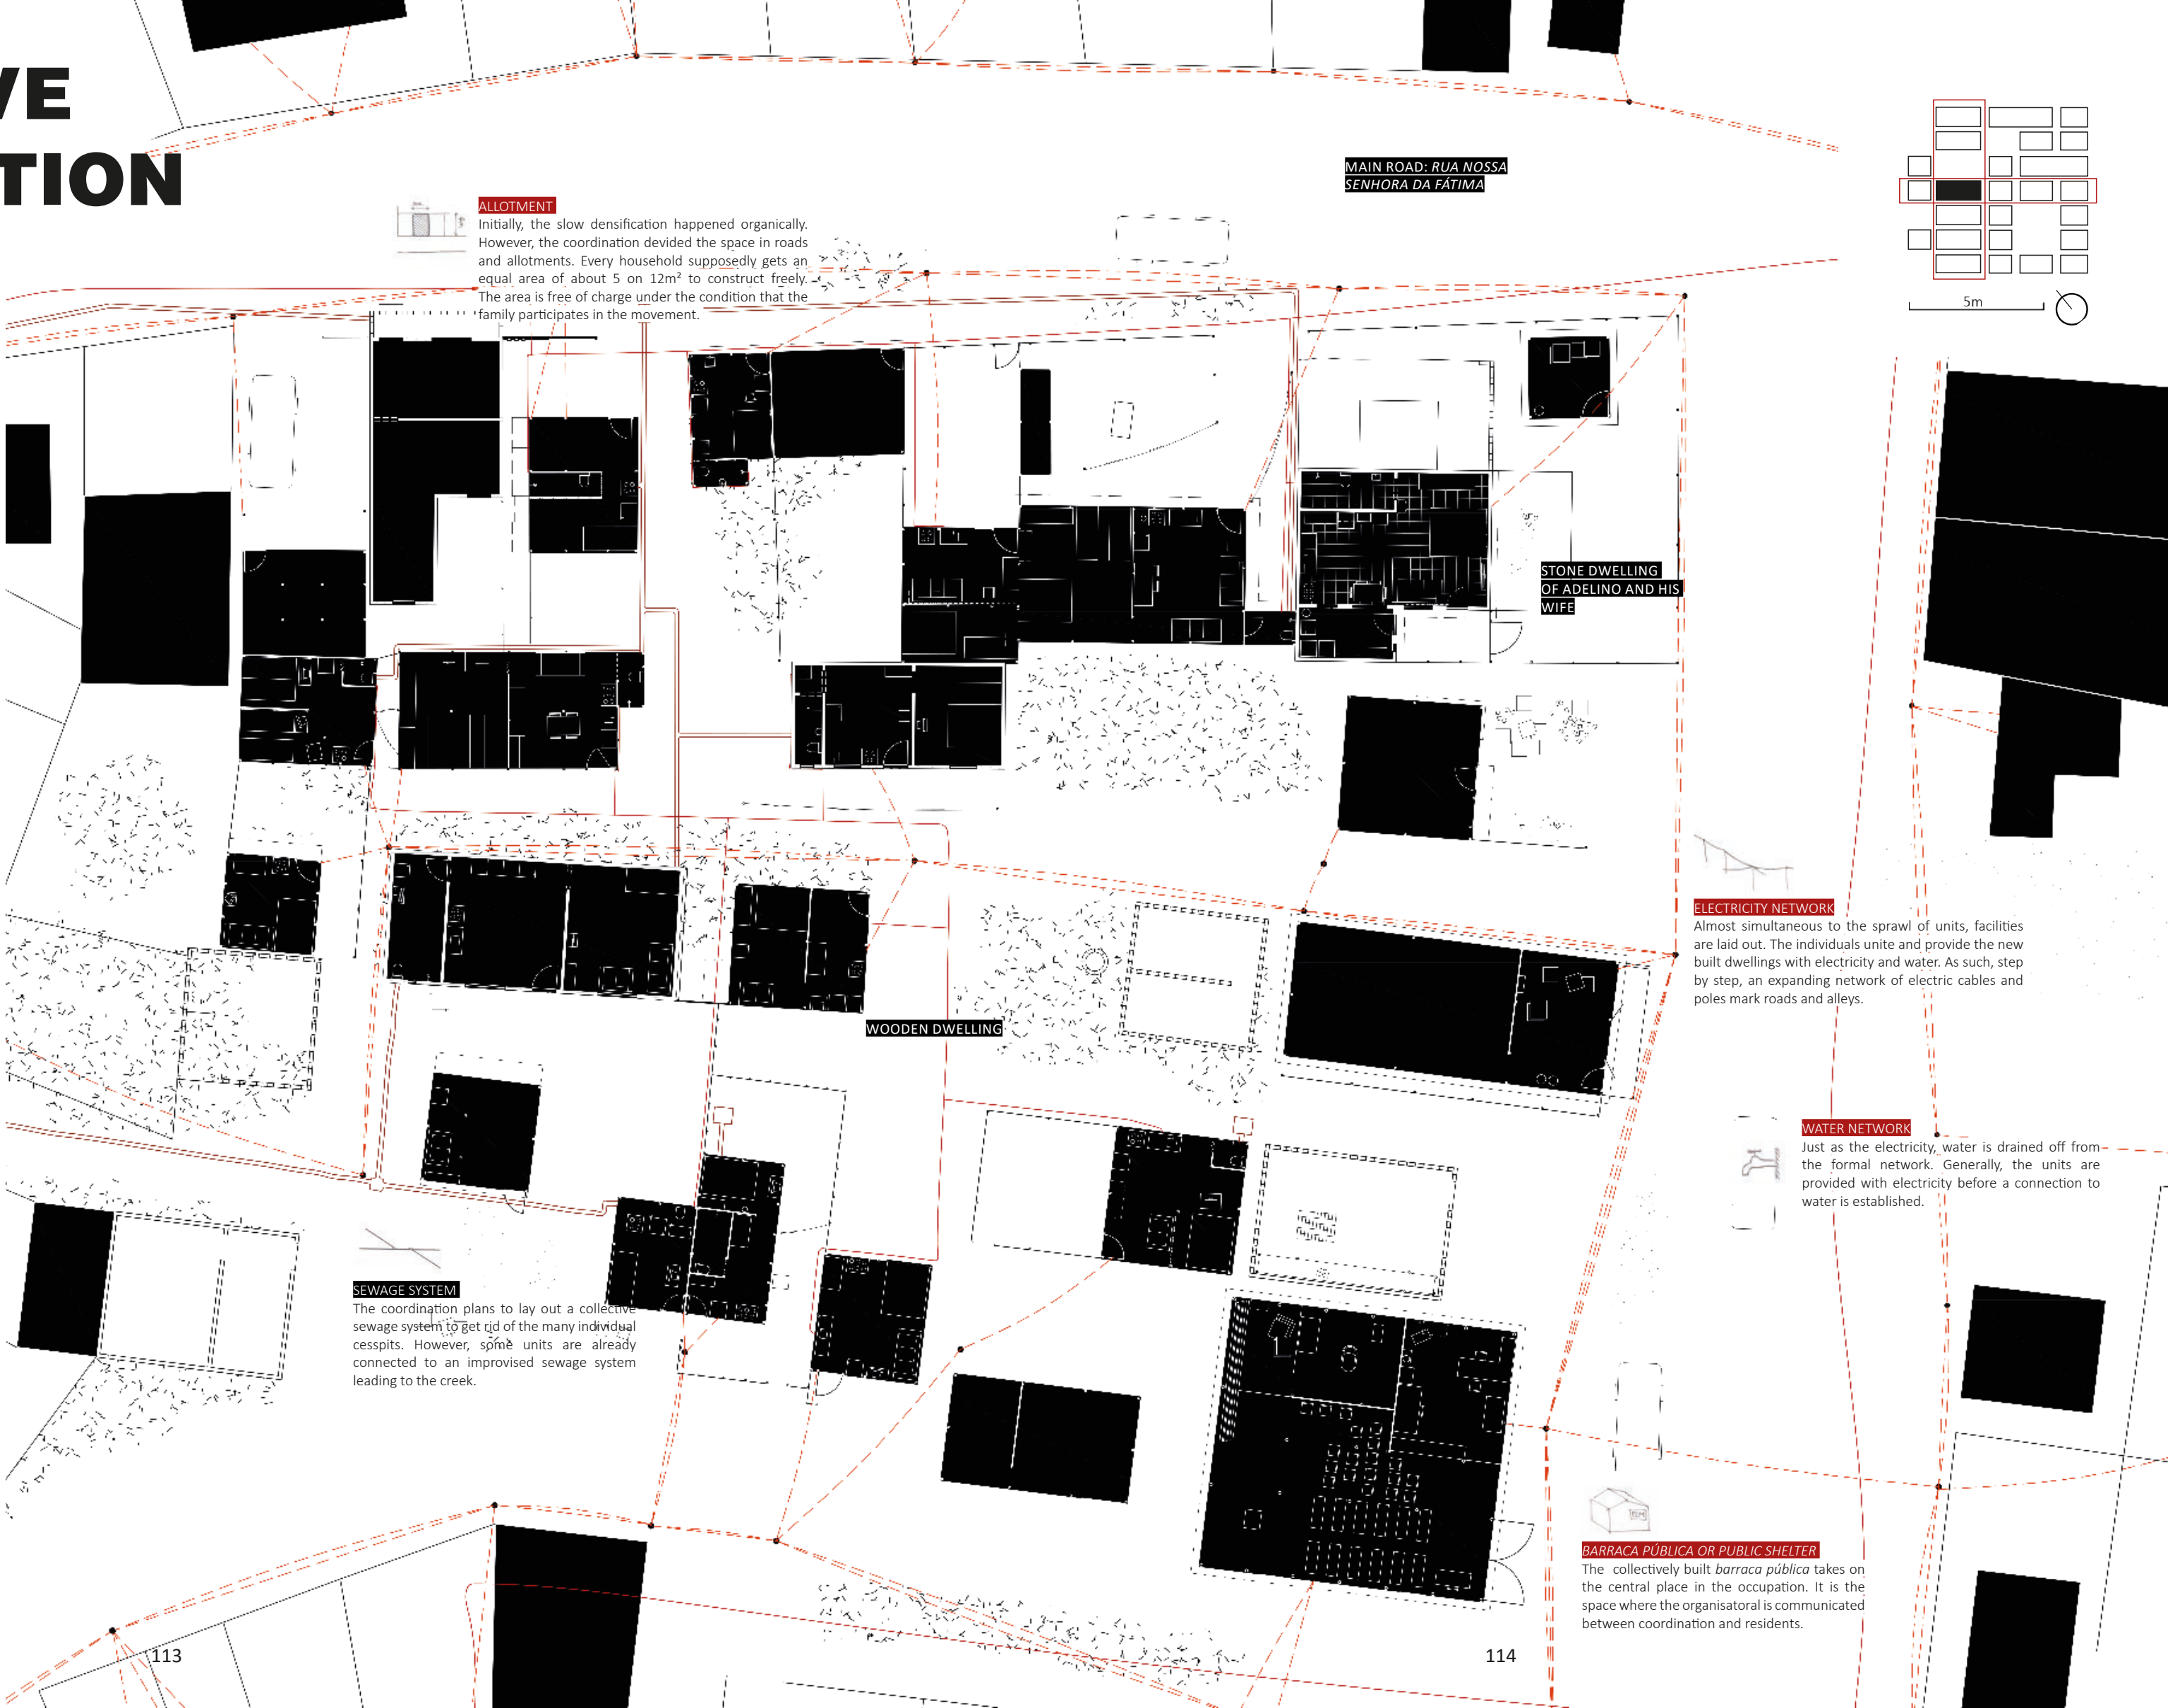 VE
TION
MAIN ROAD: RUA NOSSA
SENHORA DA FÁTIMA
ALLOTMENT
Initially, the slow densification happened organically.
However, the coordination devided the space in roads
and allotments. Every household supposedly gets an
equal area of about 5 on 12m² to construct freely.
The area is free of charge under the condition that the
family participates in the movement.
5m
STONE DWELLING
OF ADELINO AND HIS
WIFE
ELECTRICITY NETWORK
Almost simultaneous to the sprawl of units, facilities
are laid out. The individuals unite and provide the new
built dwellings with electricity and water. As such, step
by step, an expanding network of electric cables and
poles mark roads and alleys.
WOODEN DWELLING
WATER NETWORK
Just as the electricity, water is drained off from
the formal network. Generally, the units are
provided with electricity before a connection to
water is established.
SEWAGE SYSTEM
The coordination plans to lay out a collective
sewage system to get rid of the many individual
cesspits. However, some units are already
connected to an improvised sewage system
leading to the creek.
BARRACA PÚBLICA OR PUBLIC SHELTER
The collectively built barraca pública takes on
the central place in the occupation. It is the
space where the organisatoral is communicated
between coordination and residents.
113
114